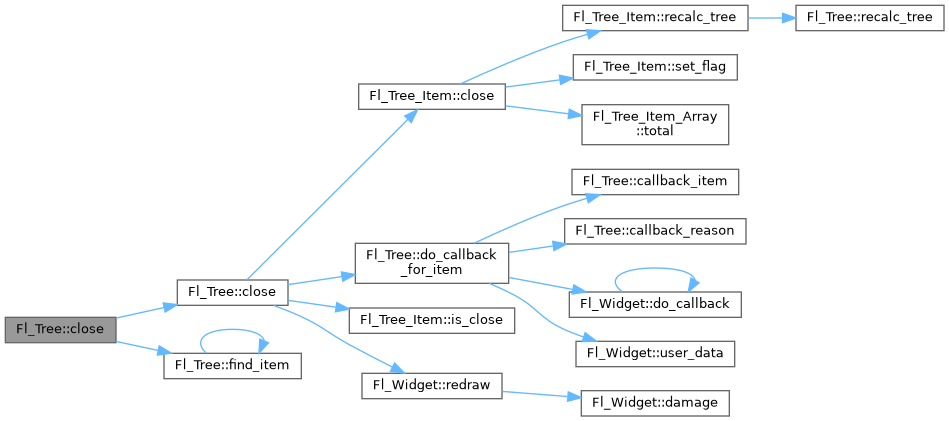 Fl_Tree_Item::recalc_tree
Fl_Tree::recalc_tree
Fl_Tree_Item::set_flag
Fl_Tree_Item::close
Fl_Tree_Item_Array
::total
Fl_Tree::callback_item
Fl_Tree::callback_reason
Fl_Tree::do_callback
_for_item
Fl_Tree::close
Fl_Widget::do_callback
Fl_Tree_Item::is_close
Fl_Tree::close
Fl_Widget::user_data
Fl_Tree::find_item
Fl_Widget::redraw
Fl_Widget::damage